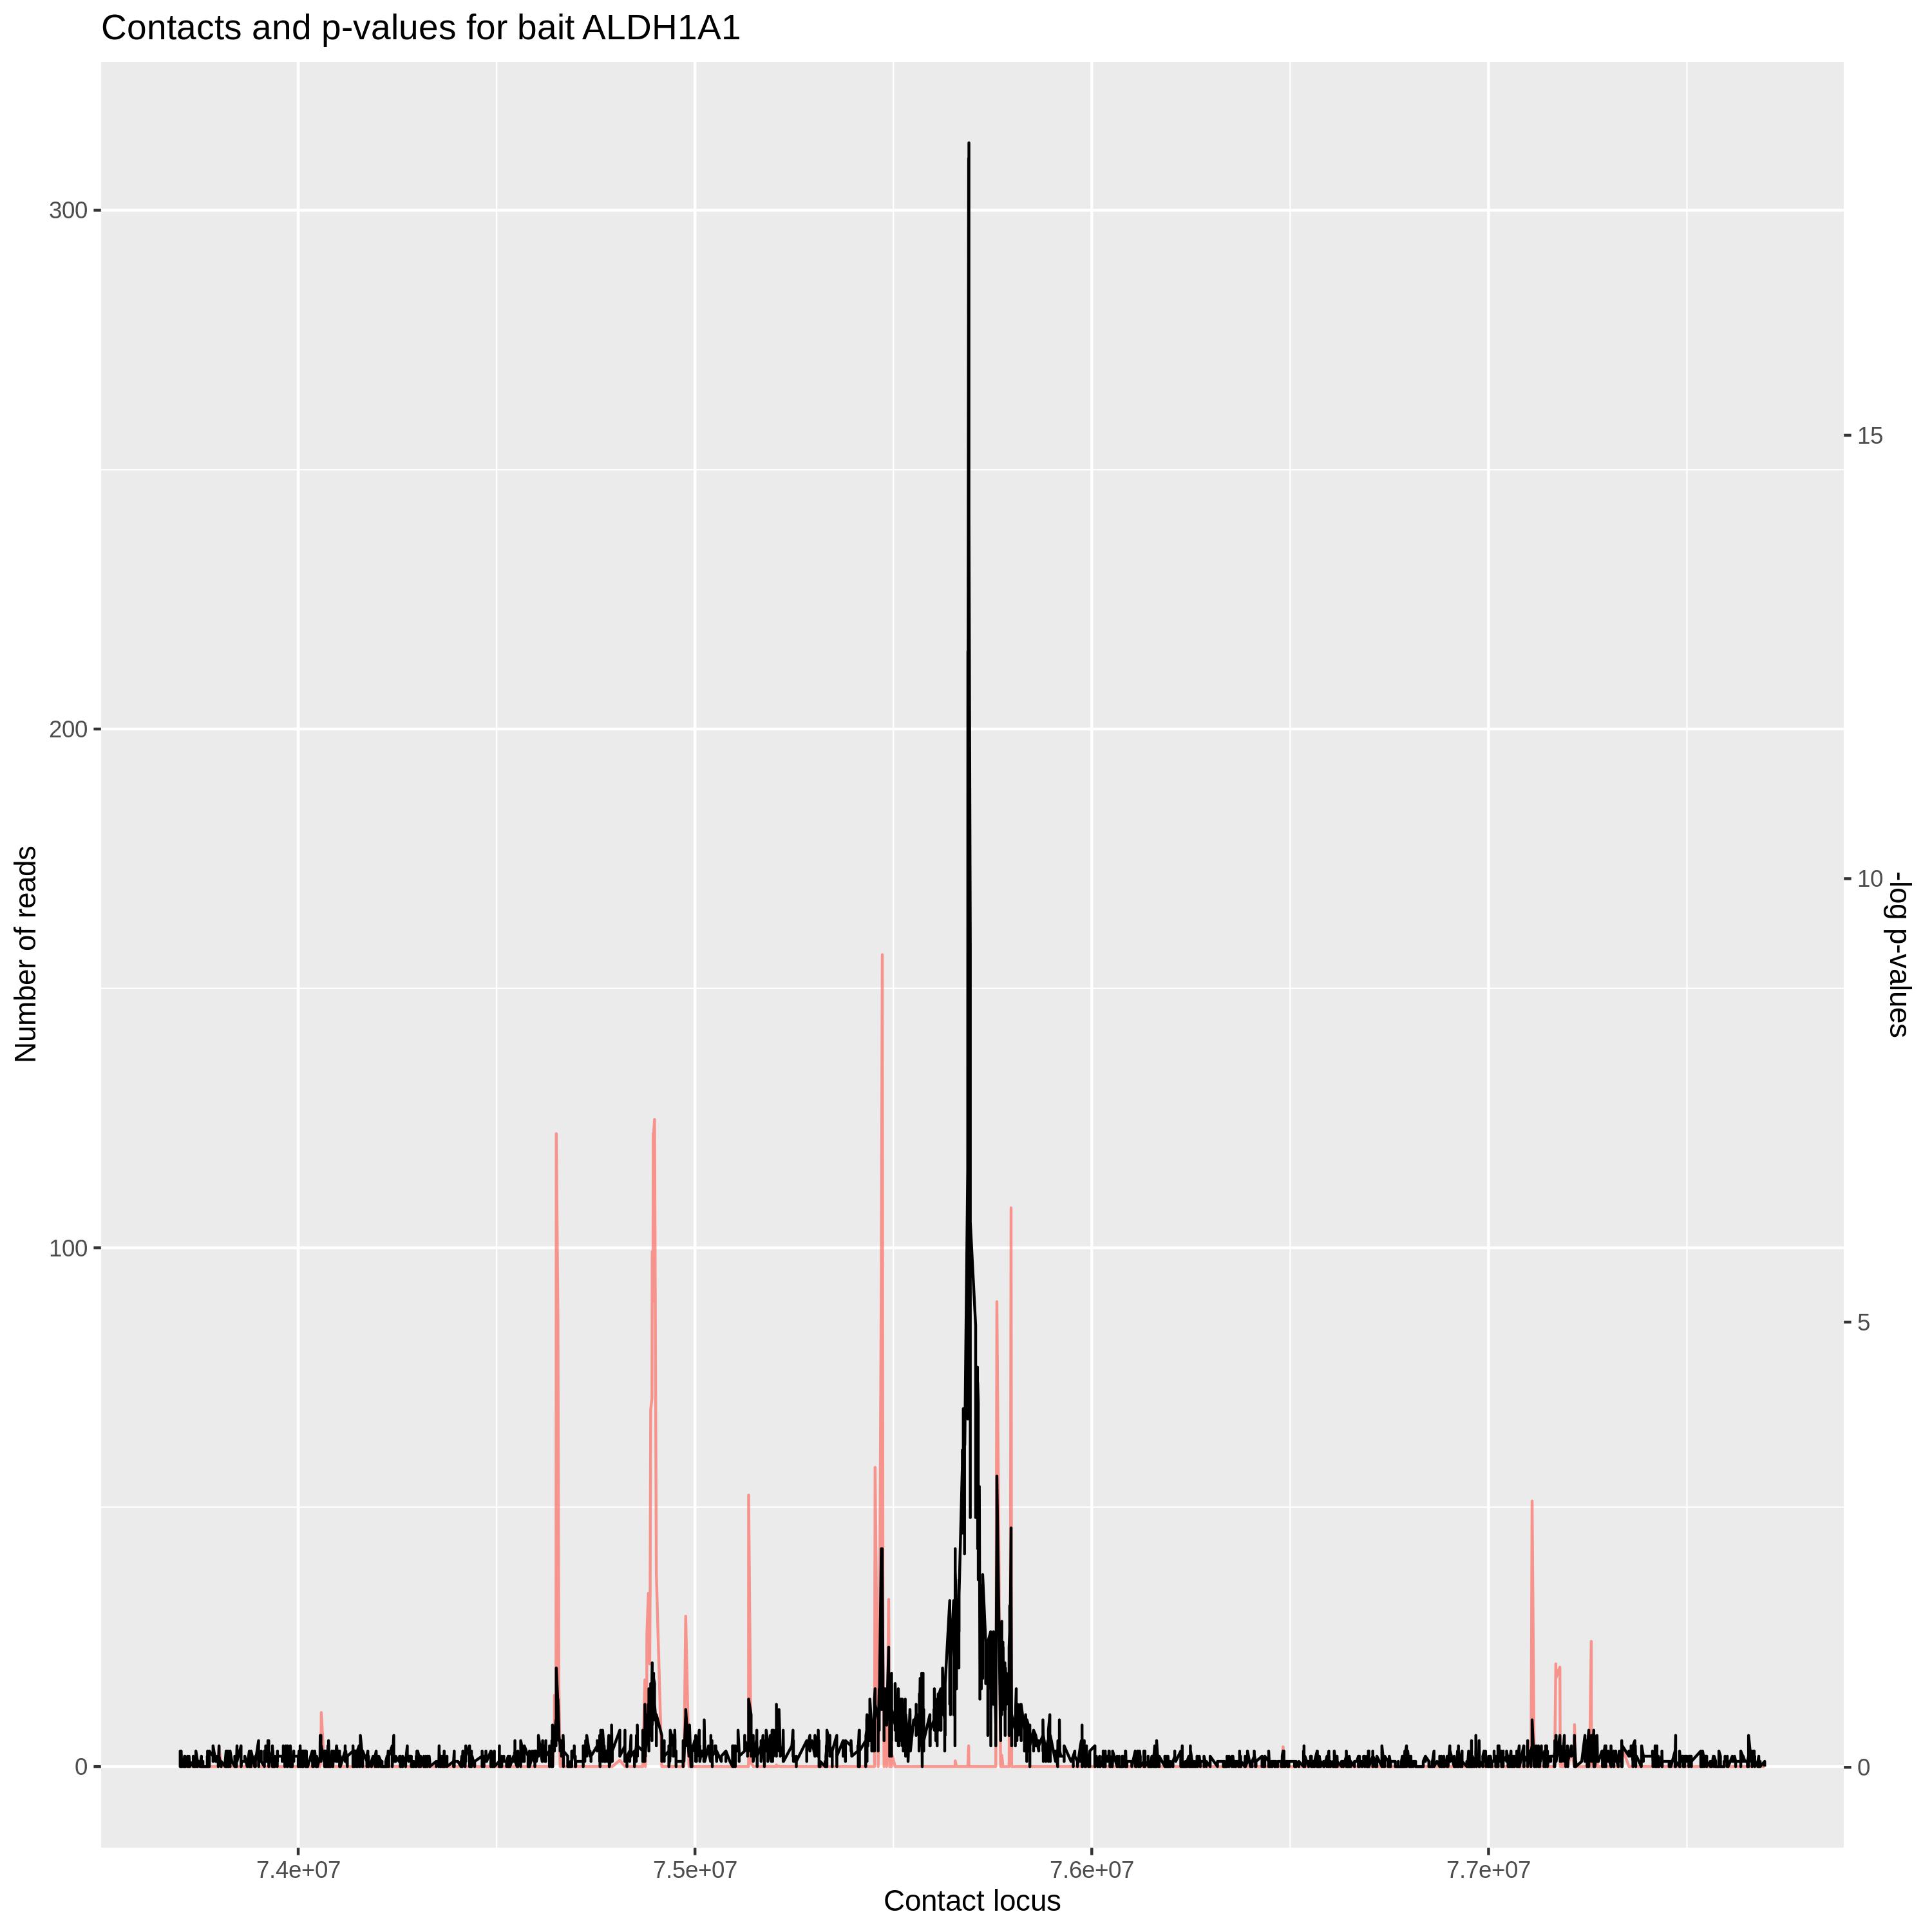 Contacts and p-values for bait ALDH1A1
300
200
100
0
Number of reads
15
10
5
0
-log p-values
7.4e+07 7.5e+07 7.6e+07 7.7e+07
Contact locus